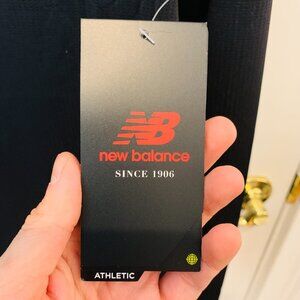 NB
new balance
SINCE 1906
ATHLETIC